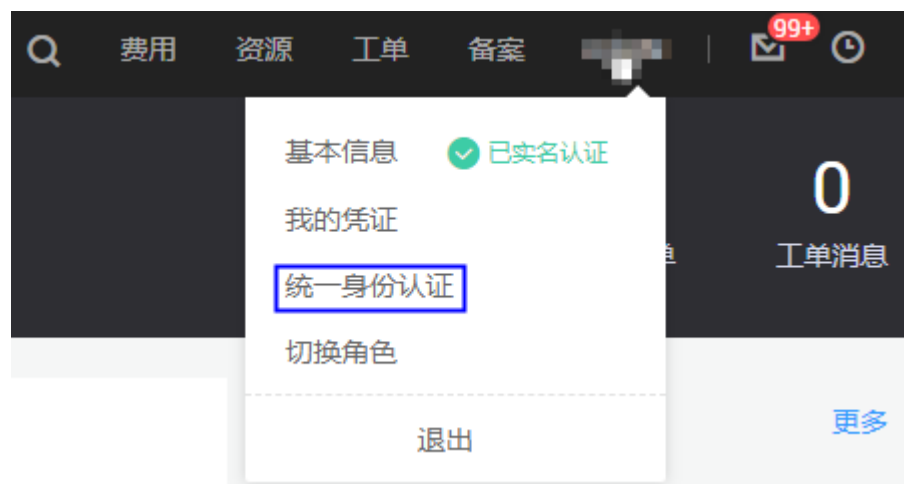 费用 资源 工单 备案 99+
基本信息 已实名认证
我的凭证
统一身份认证
切换角色
退出
0
工单消息
更多